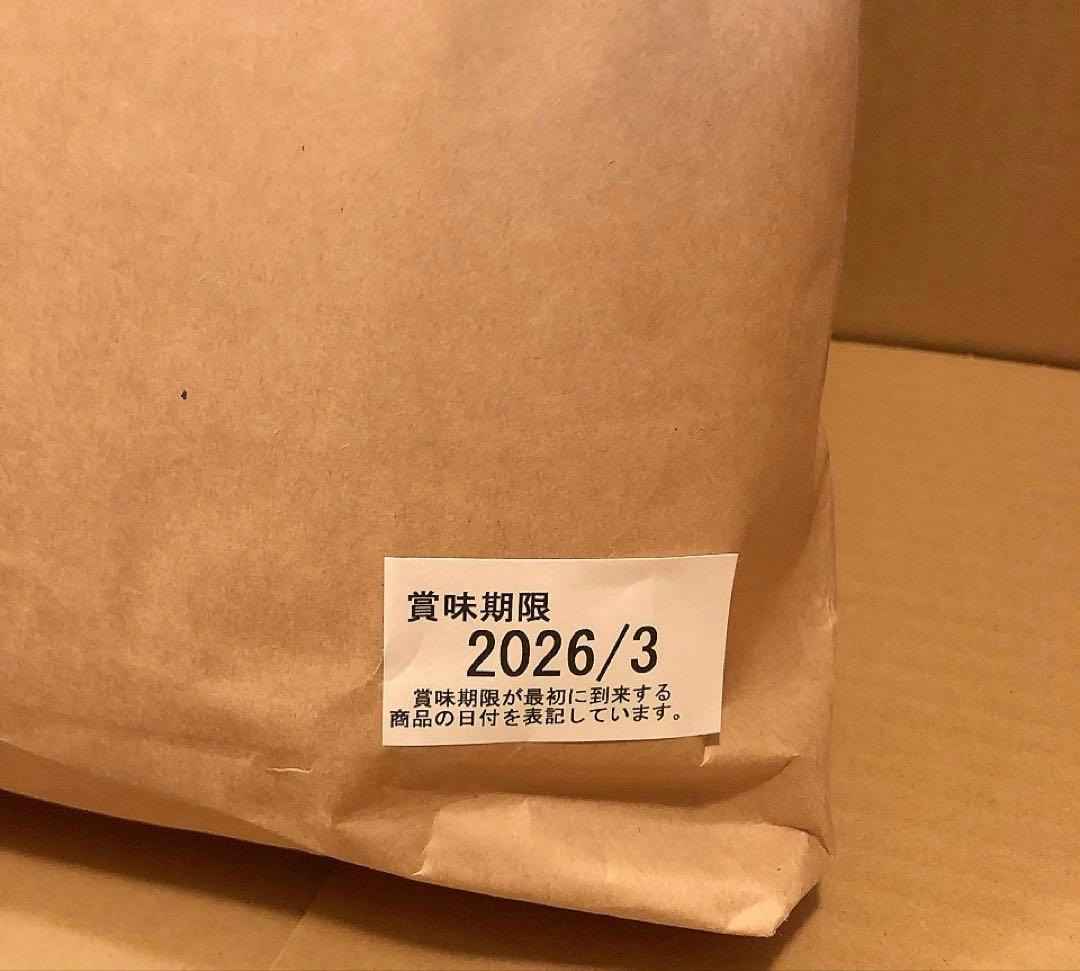 賞味期限
2026/3
賞味期限が最初に到来する
商品の日付を表記しています。